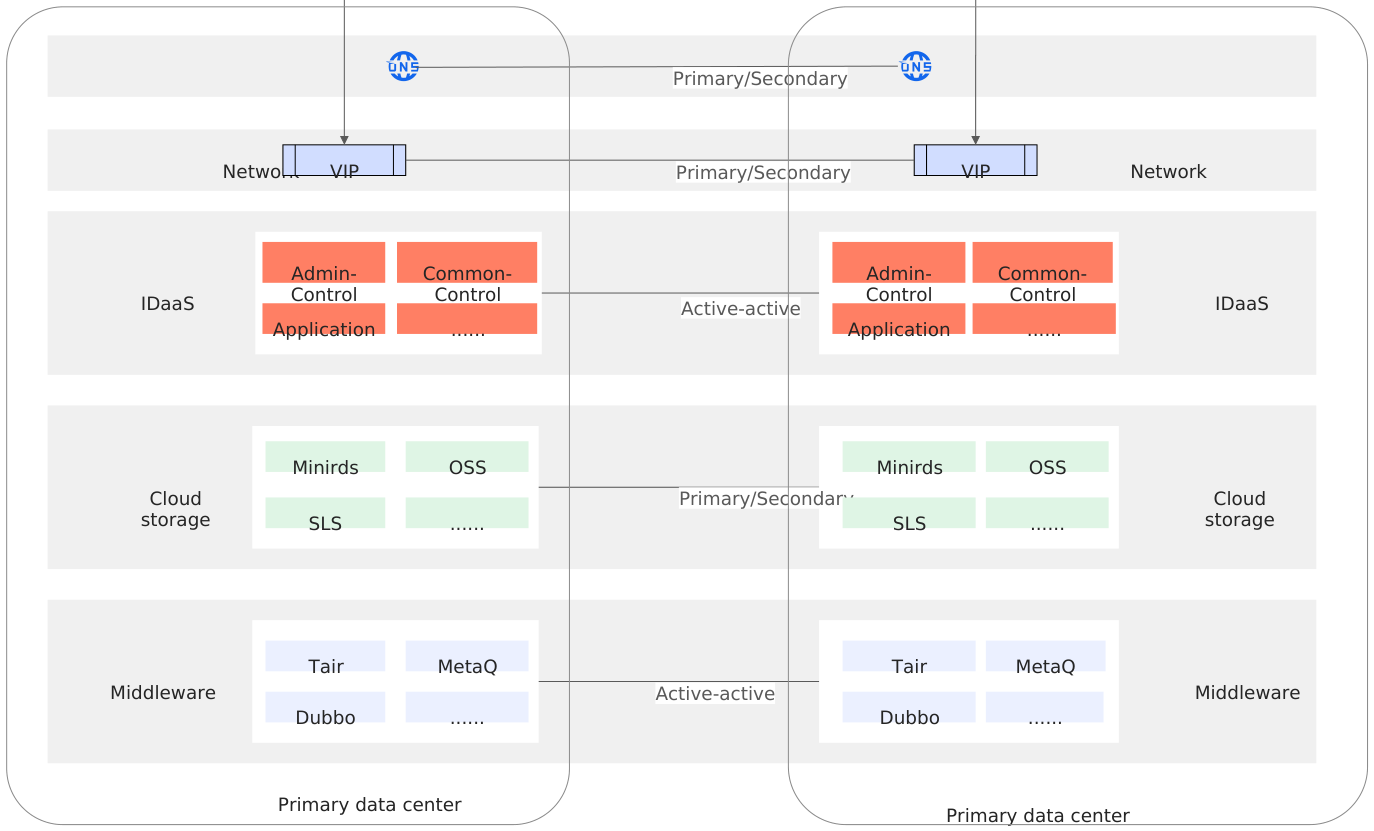 DNS
DNS
Primary/Secondary
Network
VIP
Primary/Secondary
VIP
Network
IDaaS
Admin-
Control
Common-
Control
Application
......
Active-active
Admin-
Control
Common-
Control
Application
......
IDaaS
Cloud
storage
Minirds
OSS
SLS
......
Primary/Secondary
Minirds
OSS
SLS
......
Cloud
storage
Middleware
Tair
MetaQ
Dubbo
......
Active-active
Tair
MetaQ
Dubbo
......
Middleware
Primary data center
Primary data center